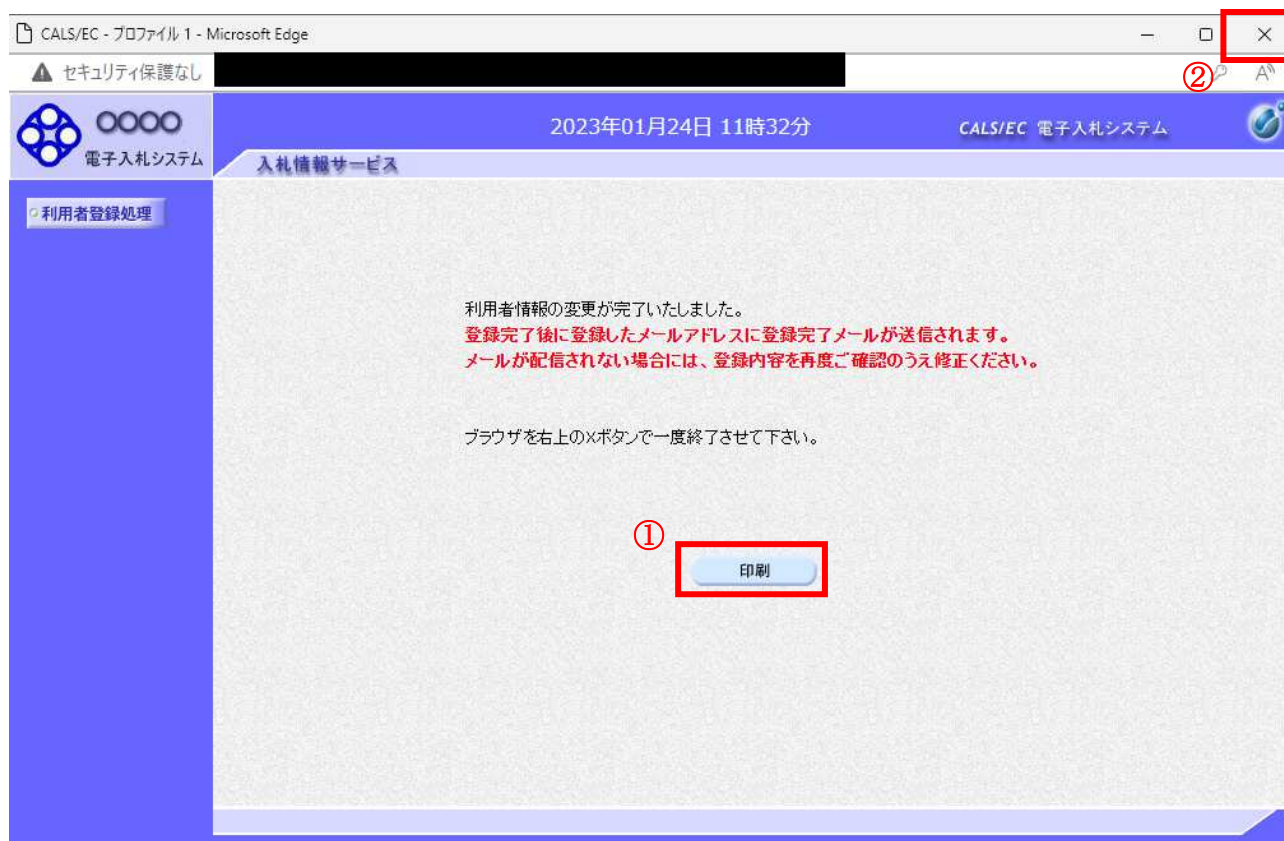 CALS/EC - プロファイル 1 - Microsoft Edge
セキュリティ保護なし
②
A
〇〇〇〇
電子入札システム
2023年01月24日 11時32分
CALS/EC 電子入札システム
入札情報サービス
利用者登録処理
利用者情報の変更が完了いたしました。
登録完了後に登録したメールアドレスに登録完了メールが送信されます。
メールが配信されない場合には、登録内容を再度ご確認のうえ修正ください。
ブラウザを右上の×ボタンで一度終了させて下さい。
①
印刷